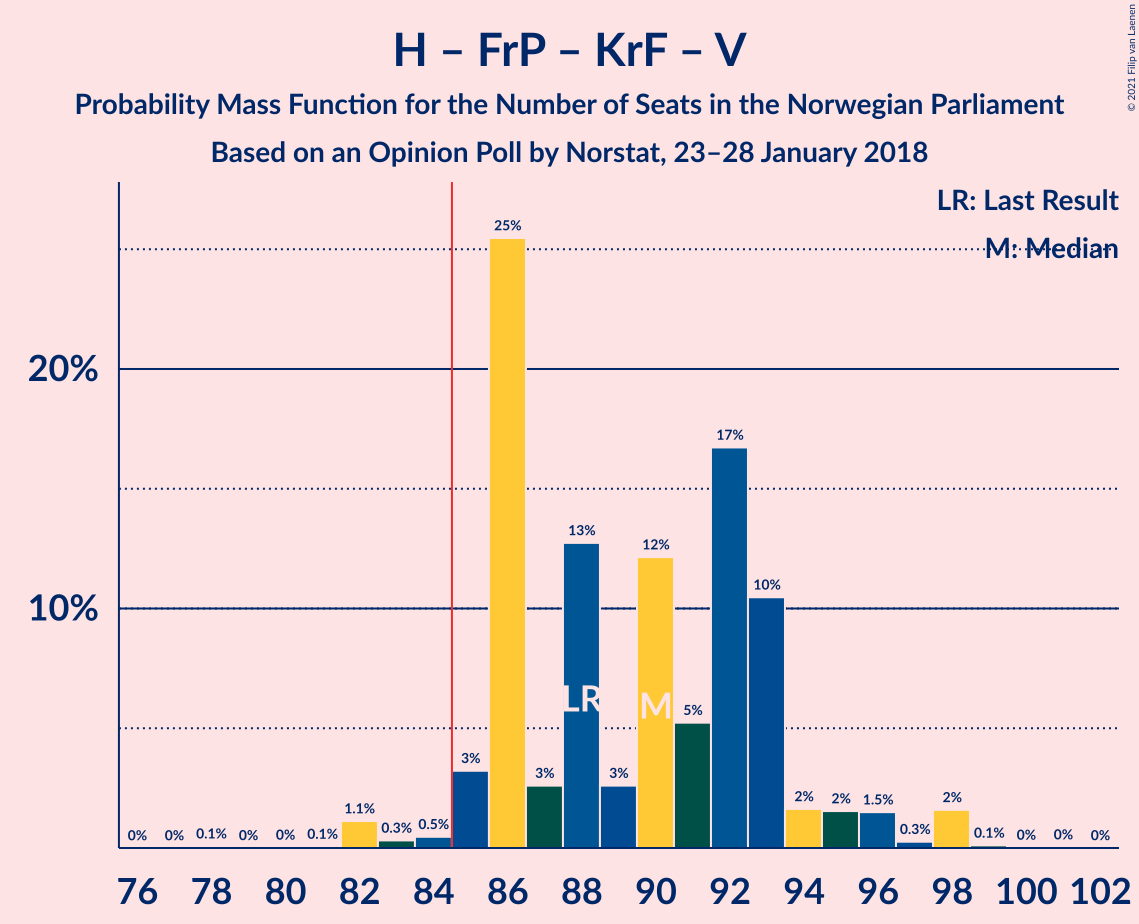 H – FrP – KrF – V
Probability Mass Function for the Number of Seats in the Norwegian Parliament
Based on an Opinion Poll by Norstat, 23–28 January 2018
© 2021 Filip van Laenen
LR: Last Result
M: Median
20%
10%
0% 0% 0.1% 0% 0% 0.1% 1.1% 0.3% 0.5% 3% 25% 3% 13% 3% 12% 5% 17% 10% 2% 2% 1.5% 0.3% 2% 0.1% 0% 0% 0%
LR M
76 78 80 82 84 86 88 90 92 94 96 98 100 102